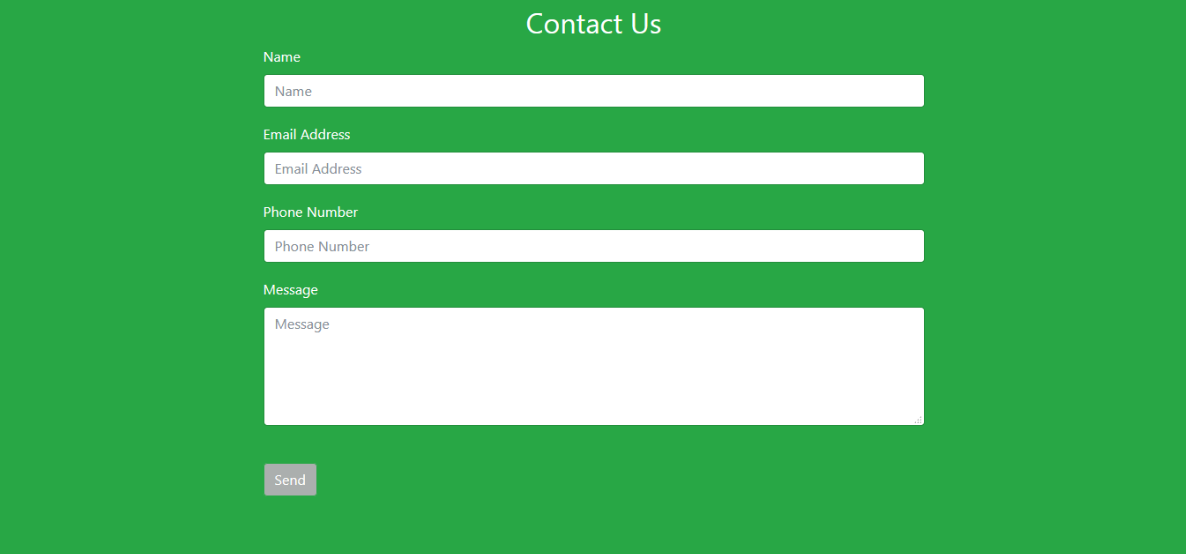 Contact Us
Name
Name
Email Address
Email Address
Phone Number
Phone Number
Message
Message
Send